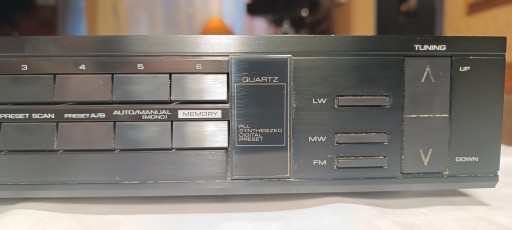 TUNING
3 4 5 6
UP
QUARTZ
LW
PRESET SCAN PRESET A/B AUTO/MANUAL MEMORY
(MONO)
PLL
SYNTHESIZED
DIGITAL
PRESET
MW
FM
DOWN